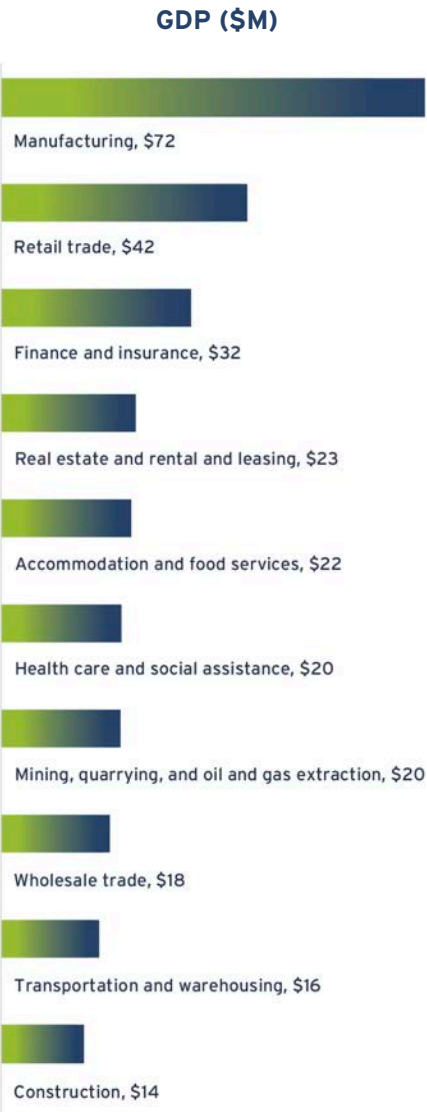 GDP ($M)
Manufacturing, $72
Retail trade, $42
Finance and insurance, $32
Real estate and rental and leasing, $23
Accommodation and food services, $22
Health care and social assistance, $20
Mining, quarrying, and oil and gas extraction, $20
Wholesale trade, $18
Transportation and warehousing, $16
Construction, $14